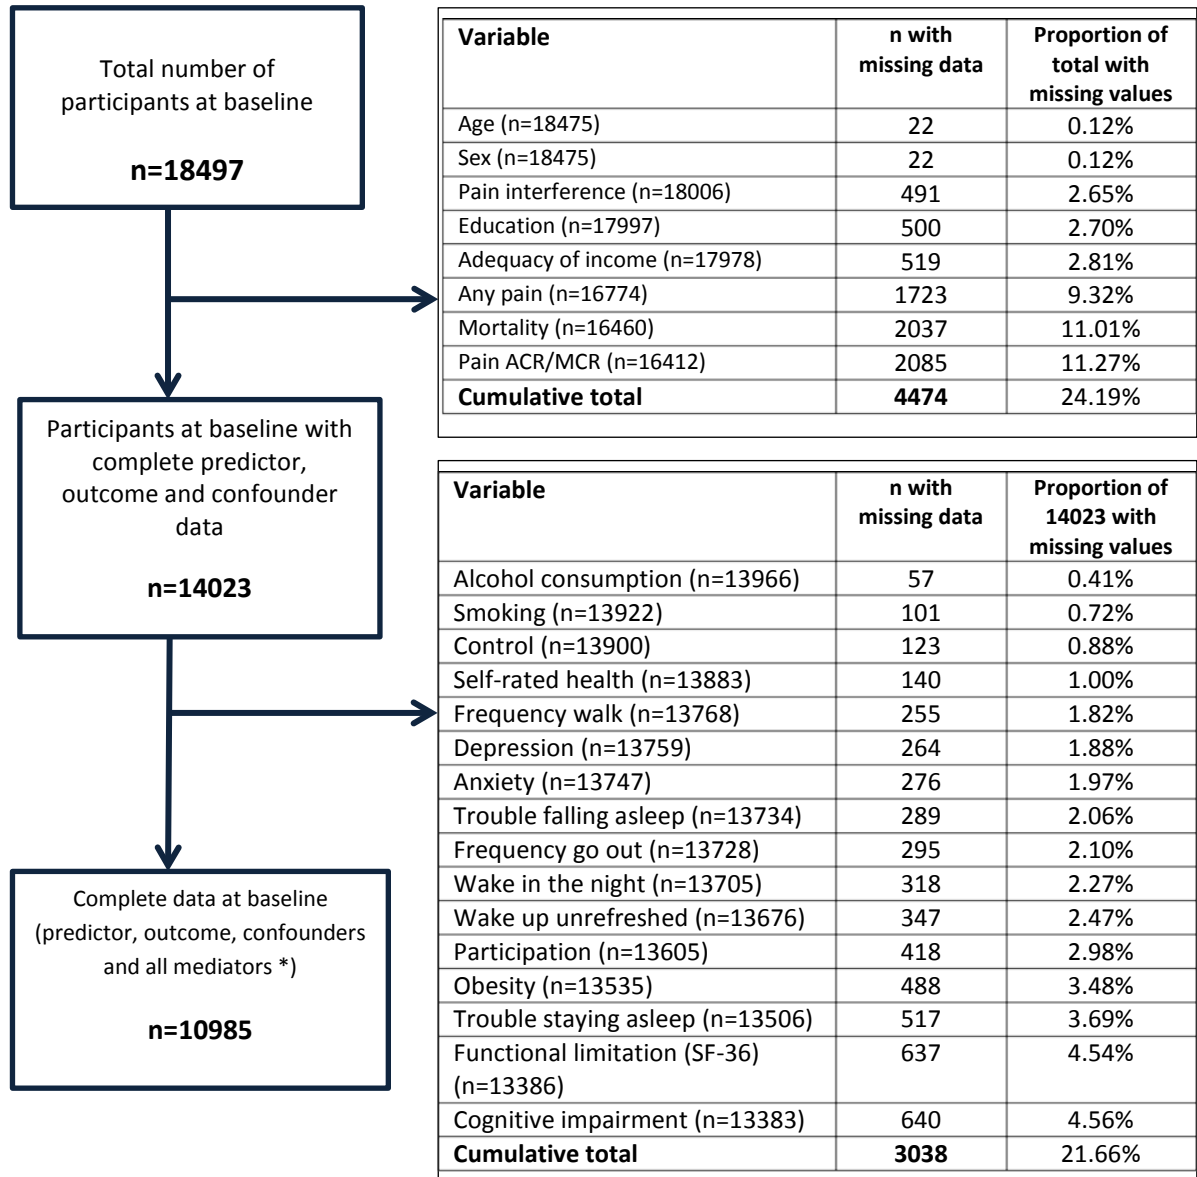 Total number of
participants at baseline
n=18497
Variable
n with
missing data
Proportion of
total with
missing values
Age (n=18475) 22 0.12%
Sex (n=18475) 22 0.12%
Pain interference (n=18006) 491 2.65%
Education (n=17997) 500 2.70%
Adequacy of income (n=17978) 519 2.81%
Any pain (n=16774) 1723 9.32%
Mortality (n=16460) 2037 11.01%
Pain ACR/MCR (n=16412) 2085 11.27%
Cumulative total 4474 24.19%
Participants at baseline with
complete predictor,
outcome and confounder
data
n=14023
Variable
n with
missing data
Proportion of
14023 with
missing values
Alcohol consumption (n=13966) 57 0.41%
Smoking (n=13922) 101 0.72%
Control (n=13900) 123 0.88%
Self-rated health (n=13883) 140 1.00%
Frequency walk (n=13768) 255 1.82%
Depression (n=13759) 264 1.88%
Anxiety (n=13747) 276 1.97%
Trouble falling asleep (n=13734) 289 2.06%
Frequency go out (n=13728) 295 2.10%
Wake in the night (n=13705) 318 2.27%
Wake up unrefreshed (n=13676) 347 2.47%
Participation (n=13605) 418 2.98%
Obesity (n=13535) 488 3.48%
Trouble staying asleep (n=13506) 517 3.69%
Functional limitation (SF-36) 637 4.54%
(n=13386)
Cognitive impairment (n=13383) 640 4.56%
Cumulative total 3038 21.66%
Complete data at baseline
(predictor, outcome, confounders
and all mediators *)
n=10985